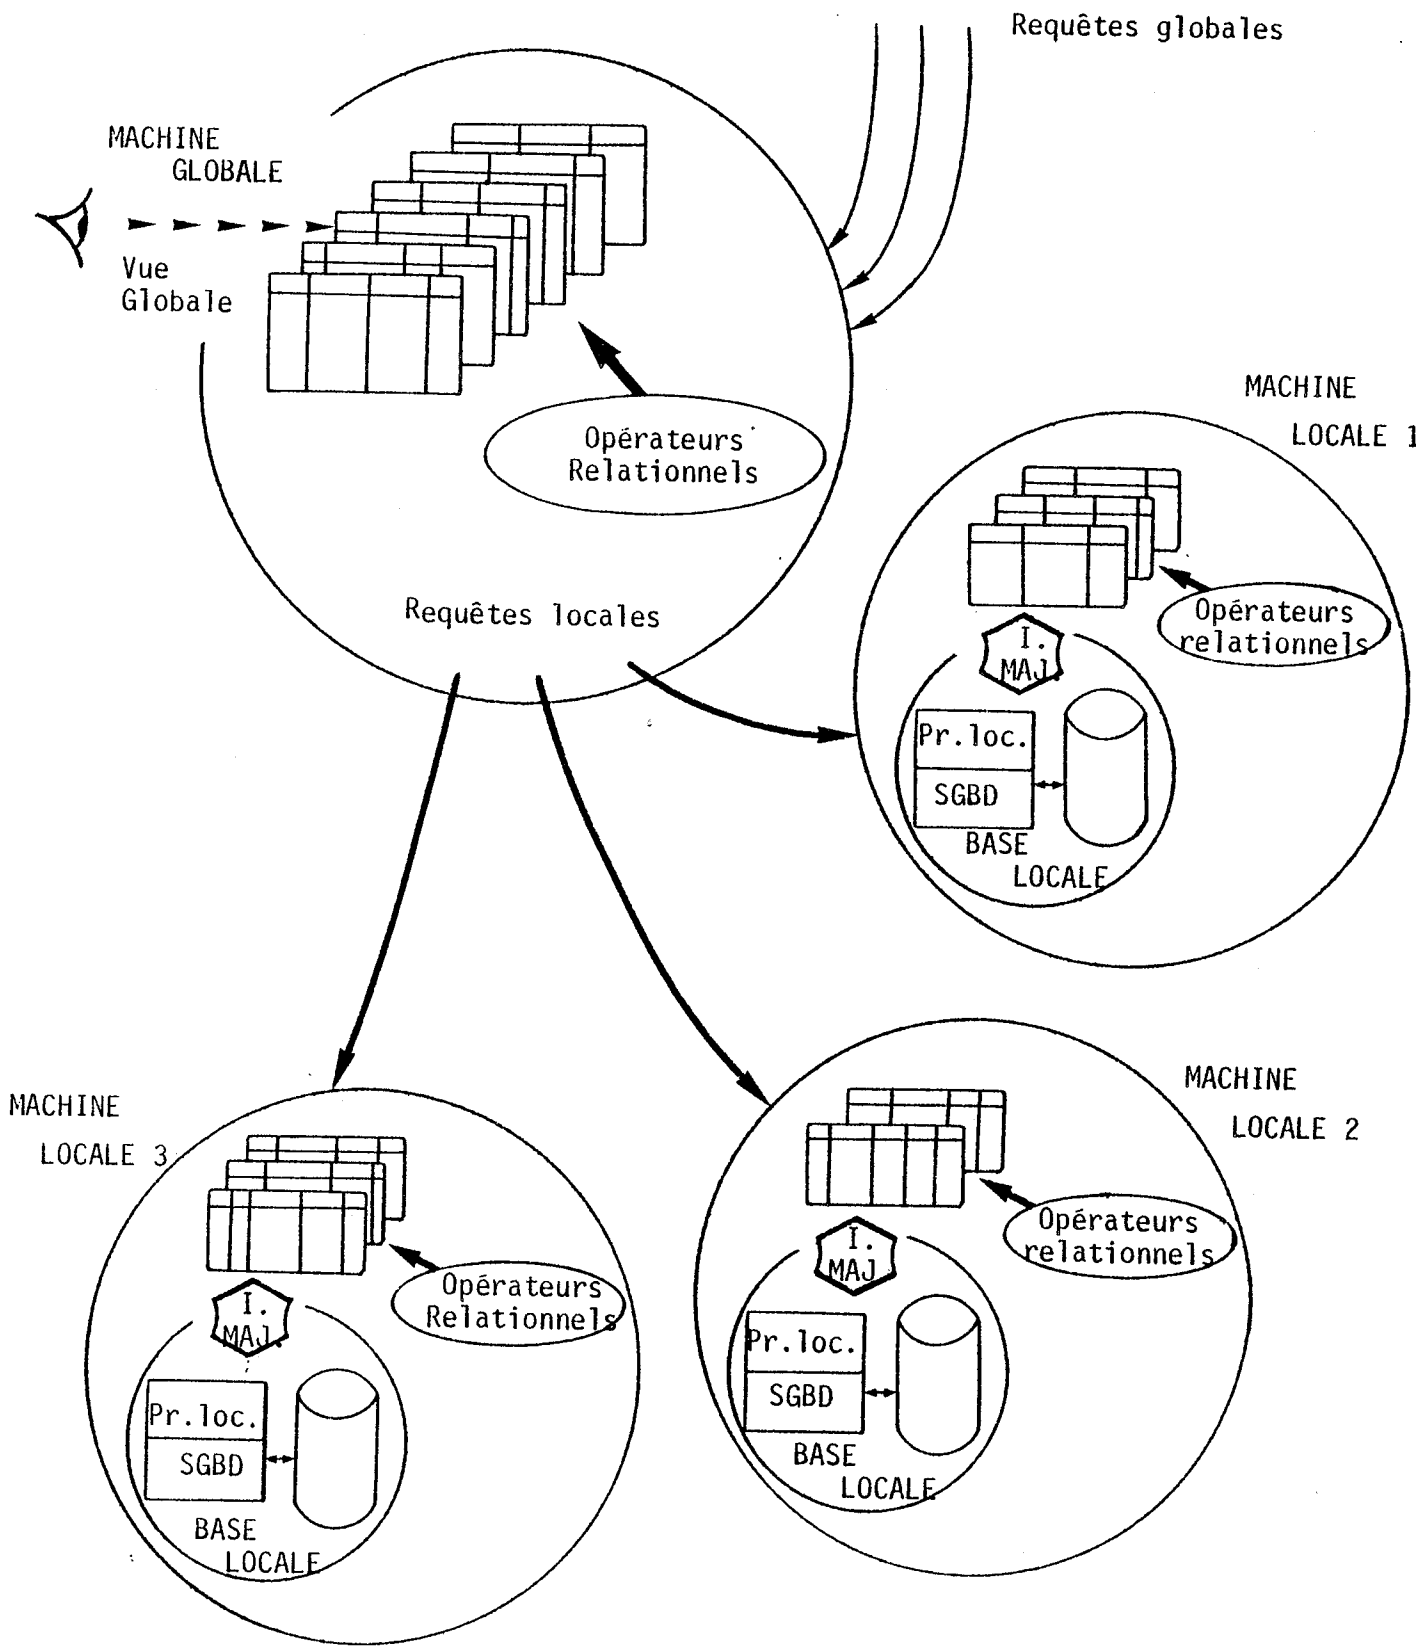 Requêtes globales
MACHINE
GLOBALE
Vue
Globale
Opérateurs
Relationnels
Requêtes locales
MACHINE
LOCALE 1
Opérateurs
relationnels
I.
MAJ.
Pr.loc.
SGBD
BASE
LOCALE
MACHINE
LOCALE 2
Opérateurs
relationnels
I.
MAJ
Pr.loc.
SGBD
BASE
LOCALE
MACHINE
LOCALE 3
Opérateurs
Relationnels
I.
MAJ.
Pr.loc.
SGBD
BASE
LOCALE